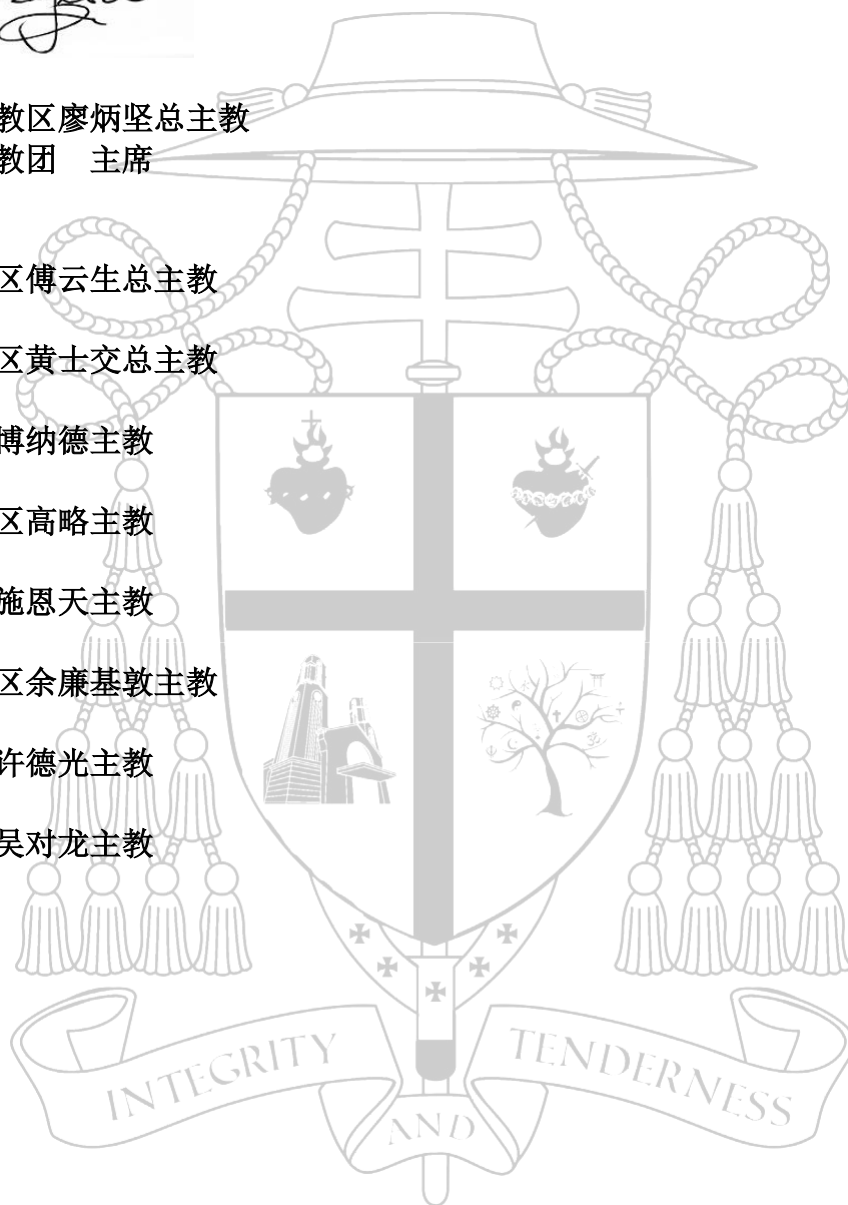 教区廖炳坚总主教
教团　主席
区傅云生总主教
区黄士交总主教
博纳德主教
区高略主教
施恩天主教
区余廉基敦主教
许德光主教
吴对龙主教
INTEGRITY
AND
TENDERNESS